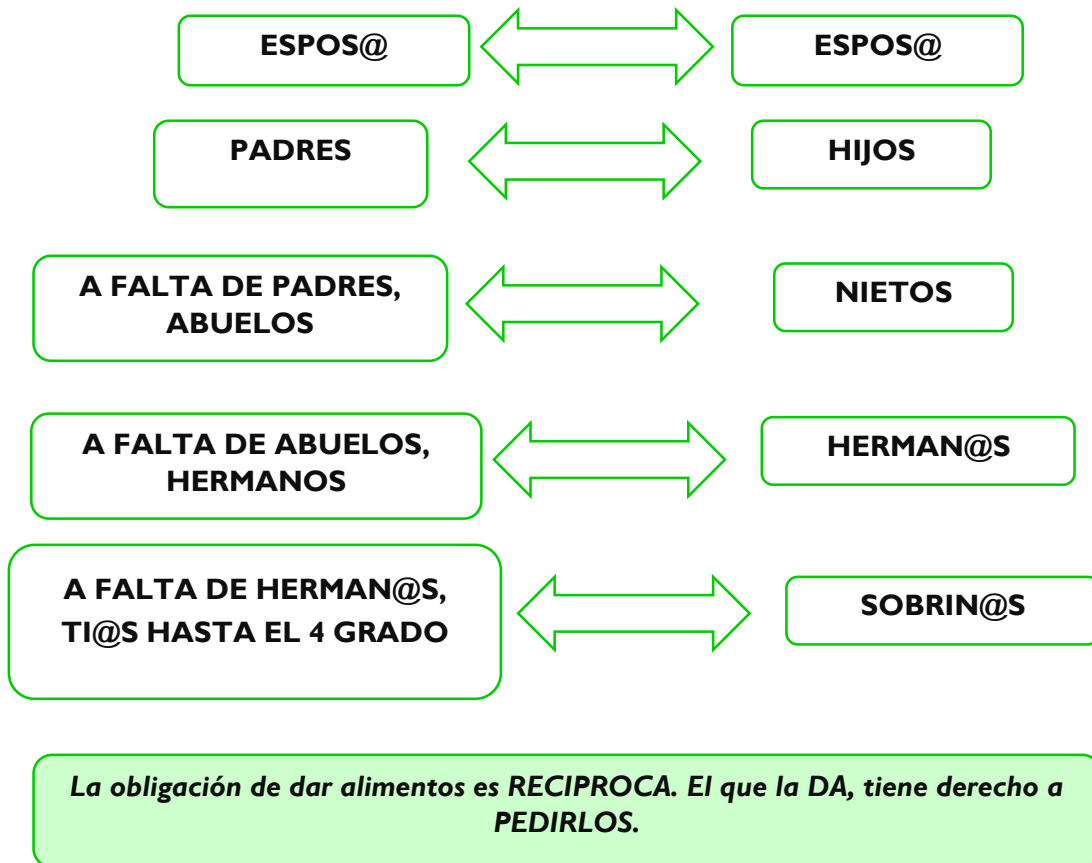 ESPOS@
ESPOS@
PADRES
HIJOS
A FALTA DE PADRES,
ABUELOS
NIETOS
A FALTA DE ABUELOS,
HERMANOS
HERMAN@S
A FALTA DE HERMAN@S,
TI@S HASTA EL 4 GRADO
SOBRIN@S
La obligación de dar alimentos es RECIPROCA. El que la DA, tiene derecho a
PEDIRLOS.